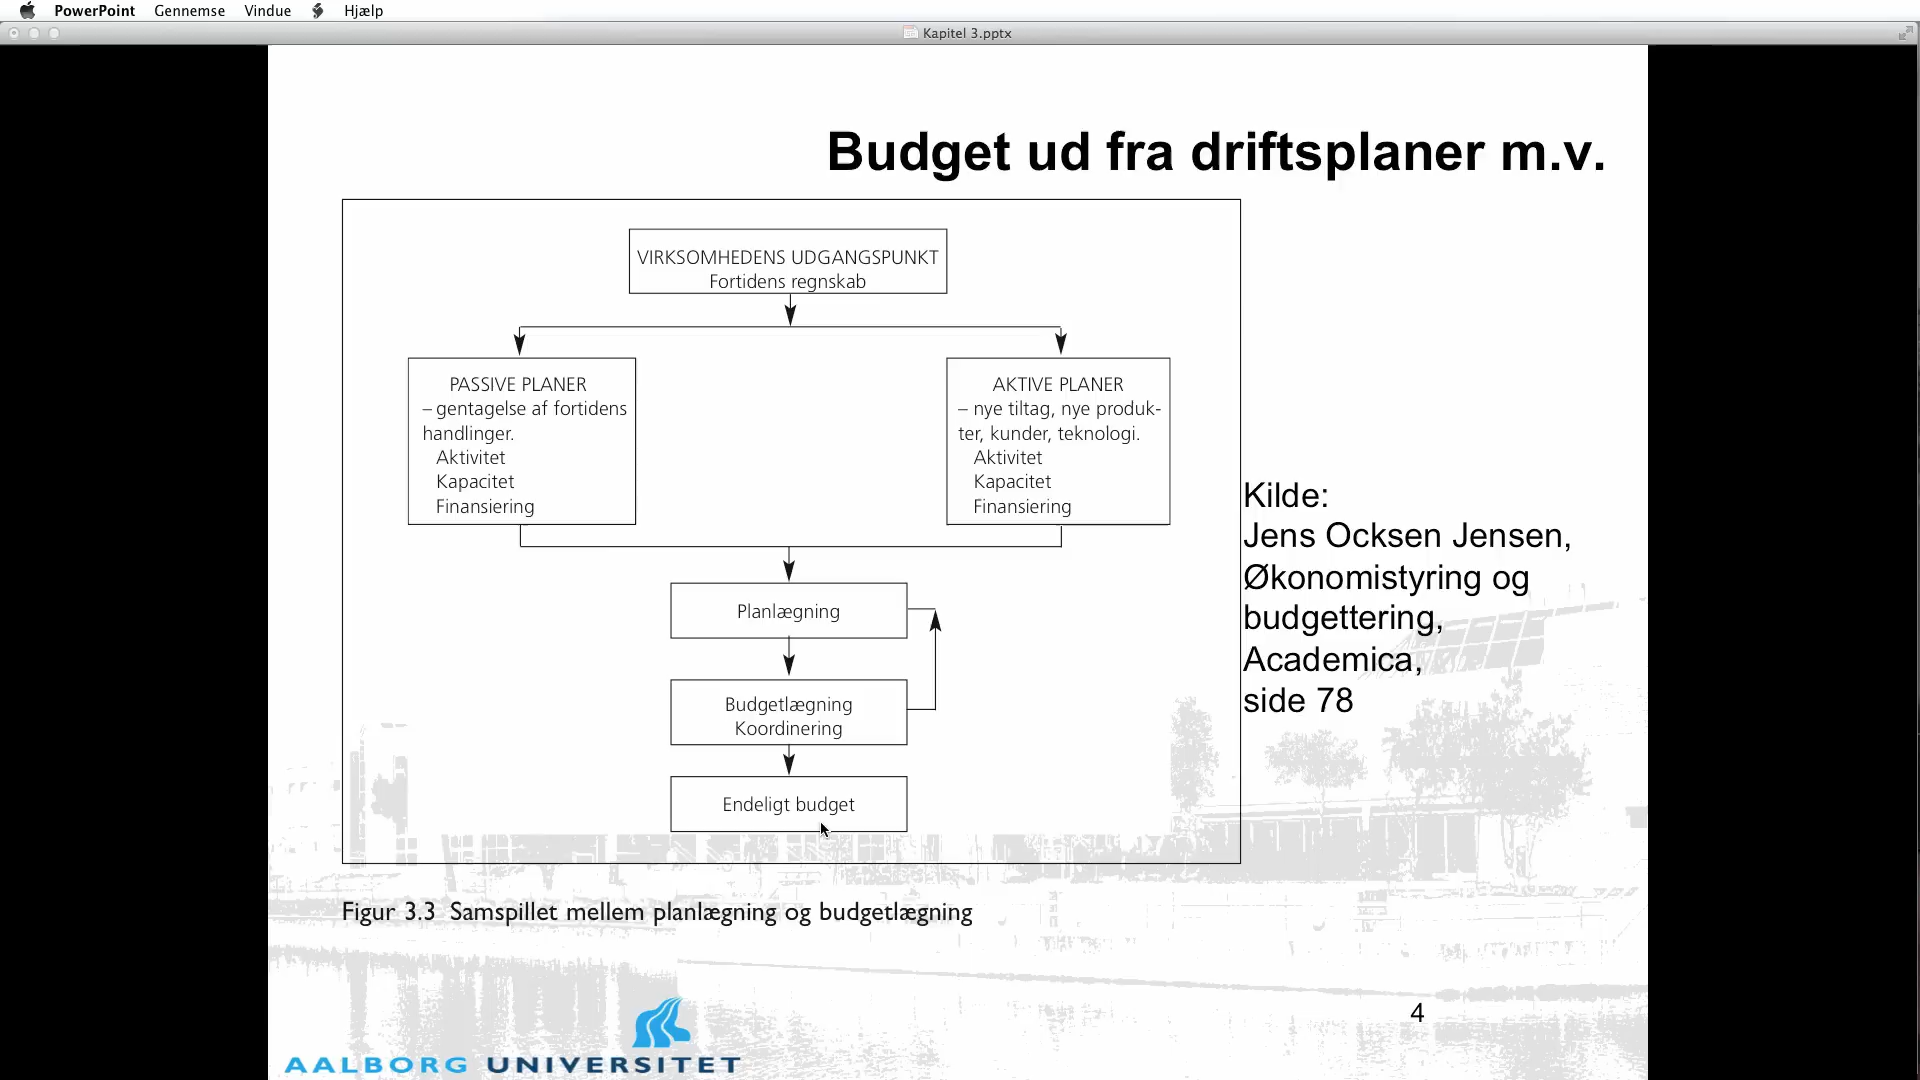 PowerPoint Gennemse Vindue Hjælp
Kapitel 3.pptx
Budget ud fra driftsplaner m.v.
VIRKSOMHEDENS UDGANGSPUNKT
Fortidens regnskab
PASSIVE PLANER
– gentagelse af fortidens
handlinger.
Aktivitet
Kapacitet
Finansiering
AKTIVE PLANER
– nye tiltag, nye produk-
ter, kunder, teknologi.
Aktivitet
Kapacitet
Finansiering
Planlægning
Budgetlægning
Koordinering
Endeligt budget
Kilde:
Jens Ocksen Jensen,
Økonomistyring og
budgettering,
Academica,
side 78
Figur 3.3 Samspillet mellem planlægning og budgetlægning
4
AALBORG UNIVERSITET